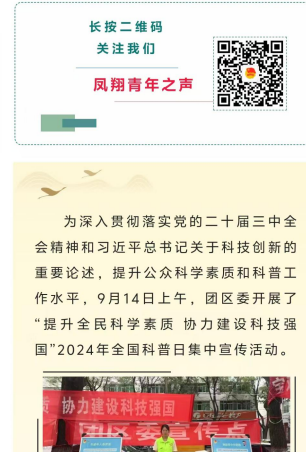 长按二维码
关注我们
凤翔青年之声
为深入贯彻落实党的二十届三中全
会精神和习近平总书记关于科技创新的
重要论述，提升公众科学素质和科普工
作水平，9月14日上午，团区委开展了
“提升全民科学素质 协力建设科技强
国”2024年全国科普日集中宣传活动。
协力建设科技强国
团区委宣传点